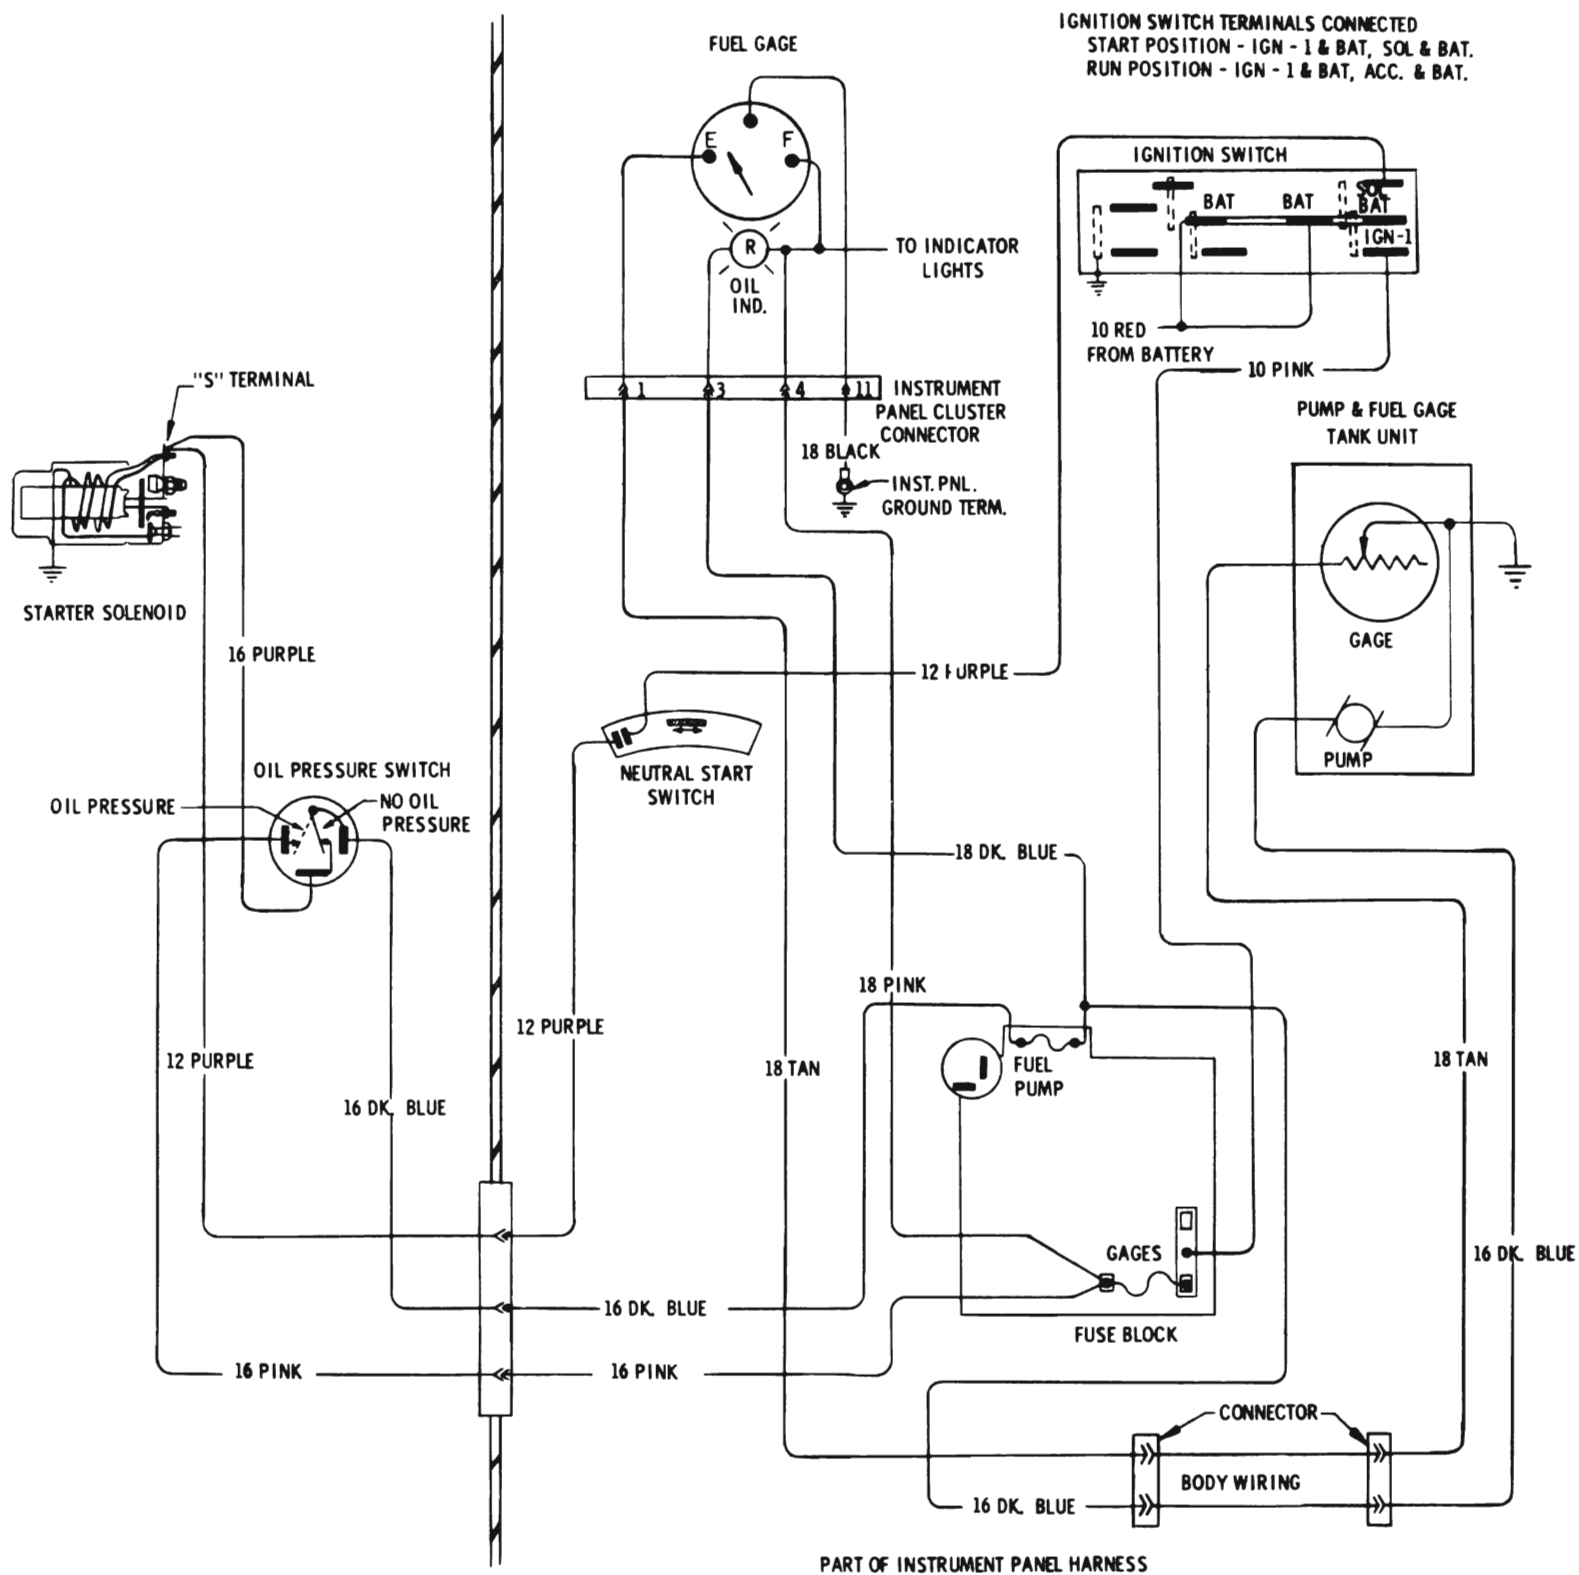 IGNITION SWITCH TERMINALS CONNECTED
START POSITION - IGN - 1 & BAT, SOL & BAT.
RUN POSITION - IGN - 1 & BAT, ACC. & BAT.
FUEL GAGE
E
F
IGNITION SWITCH
SOL
BAT
BAT
BAT
IGN-1
R
TO INDICATOR
LIGHTS
OIL
IND.
10 RED
FROM BATTERY
10 PINK
"S" TERMINAL
1
3
4
11
INSTRUMENT
PANEL CLUSTER
CONNECTOR
PUMP & FUEL GAGE
TANK UNIT
18 BLACK
INST. PNL.
GROUND TERM.
STARTER SOLENOID
GAGE
16 PURPLE
12 PURPLE
PUMP
NEUTRAL START
SWITCH
OIL PRESSURE SWITCH
OIL PRESSURE
NO OIL
PRESSURE
18 DK. BLUE
18 PINK
12 PURPLE
12 PURPLE
18 TAN
FUEL
PUMP
18 TAN
16 DK. BLUE
GAGES
16 DK. BLUE
16 DK. BLUE
FUSE BLOCK
16 PINK
16 PINK
CONNECTOR
BODY WIRING
16 DK. BLUE
PART OF INSTRUMENT PANEL HARNESS